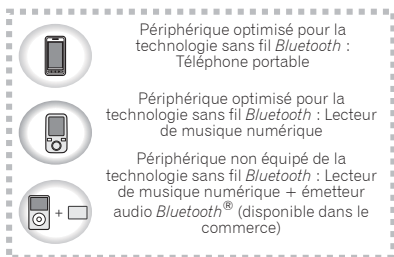 Périphérique optimisé pour la
technologie sans fil Bluetooth :
Téléphone portable
Périphérique optimisé pour la
technologie sans fil Bluetooth : Lecteur
de musique numérique
Périphérique non équipé de la
technologie sans fil Bluetooth : Lecteur
de musique numérique + émetteur
audio Bluetooth® (disponible dans le
commerce)
+